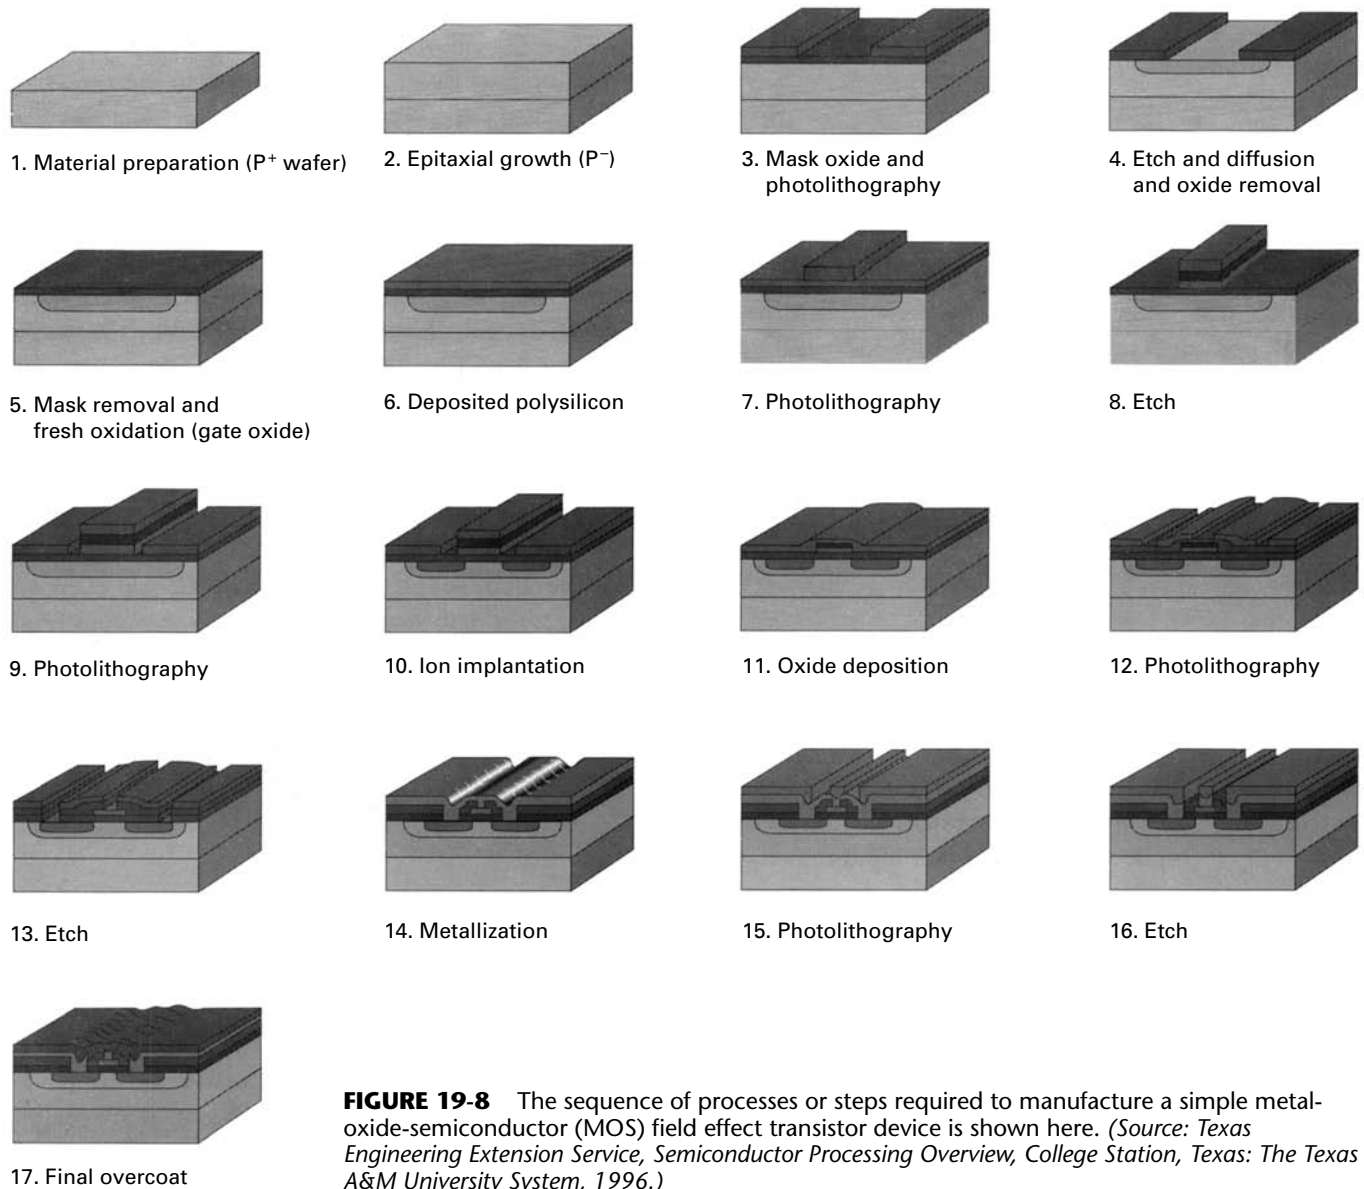 1. Material preparation (P⁺ wafer)
2. Epitaxial growth (P⁻)
3. Mask oxide and
photolithography
4. Etch and diffusion
and oxide removal
5. Mask removal and
fresh oxidation (gate oxide)
6. Deposited polysilicon
7. Photolithography
8. Etch
9. Photolithography
10. Ion implantation
11. Oxide deposition
12. Photolithography
13. Etch
14. Metallization
15. Photolithography
16. Etch
17. Final overcoat
FIGURE 19-8 The sequence of processes or steps required to manufacture a simple metal-
oxide-semiconductor (MOS) field effect transistor device is shown here. (Source: Texas
Engineering Extension Service, Semiconductor Processing Overview, College Station, Texas: The Texas
A&M University System, 1996.)